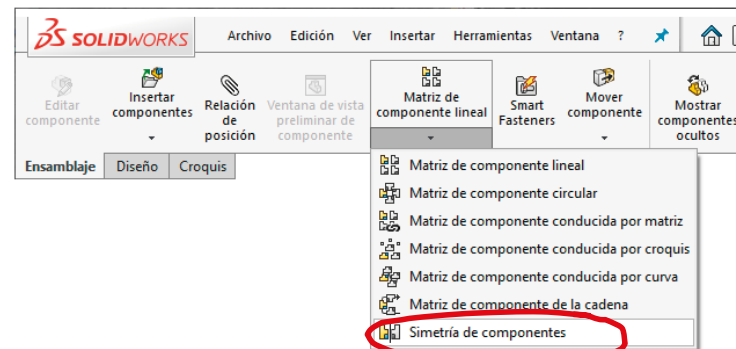 SOLIDWORKS Archivo Edición Ver Insertar Herramientas Ventana ?
Editar componente
Insertar componentes
Relación de posición
Ventana de vista preliminar de componente
Matriz de componente lineal
Smart Fasteners
Mover componente
Mostrar componentes ocultos
Ensamblaje Diseño Croquis
Matriz de componente lineal
Matriz de componente circular
Matriz de componente conducida por matriz
Matriz de componente conducida por croquis
Matriz de componente conducida por curva
Matriz de componente de la cadena
Simetría de componentes